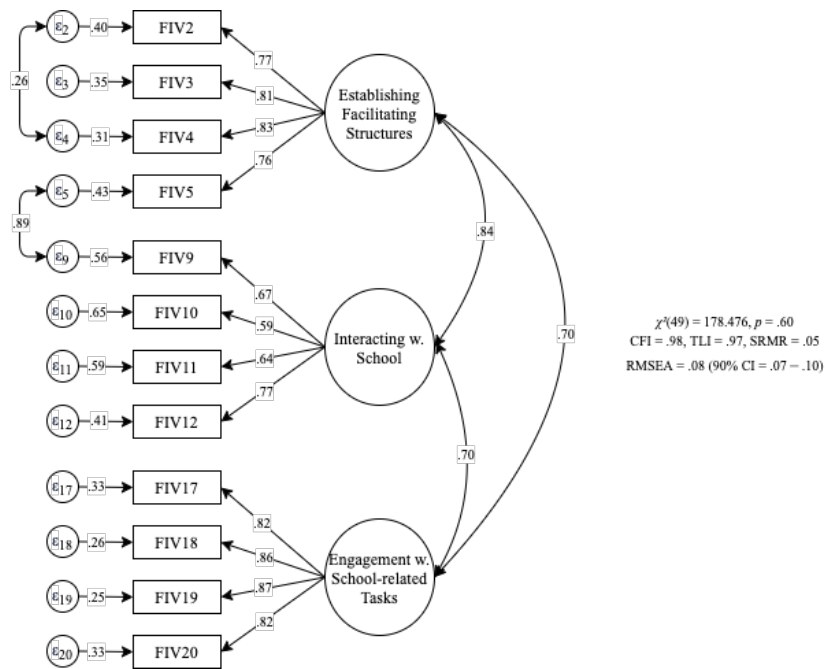 ε2 .40 FIV2
.77
.26 ε3 .35 FIV3
.81
Establishing
Facilitating
Structures
ε4 .31 FIV4
.83
.76
ε5 .43 FIV5
.89
.84
ε9 .56 FIV9
.67
ε10 .65 FIV10
.59
Interacting w.
School
.70
ε11 .59 FIV11
.64
.77
ε12 .41 FIV12
.70
ε17 .33 FIV17
.82
ε18 .26 FIV18
.86
Engagement w.
School-related
Tasks
ε19 .25 FIV19
.87
.82
ε20 .33 FIV20
χ²(49) = 178.476, p = .60
CFI = .98, TLI = .97, SRMR = .05
RMSEA = .08 (90% CI = .07 – .10)